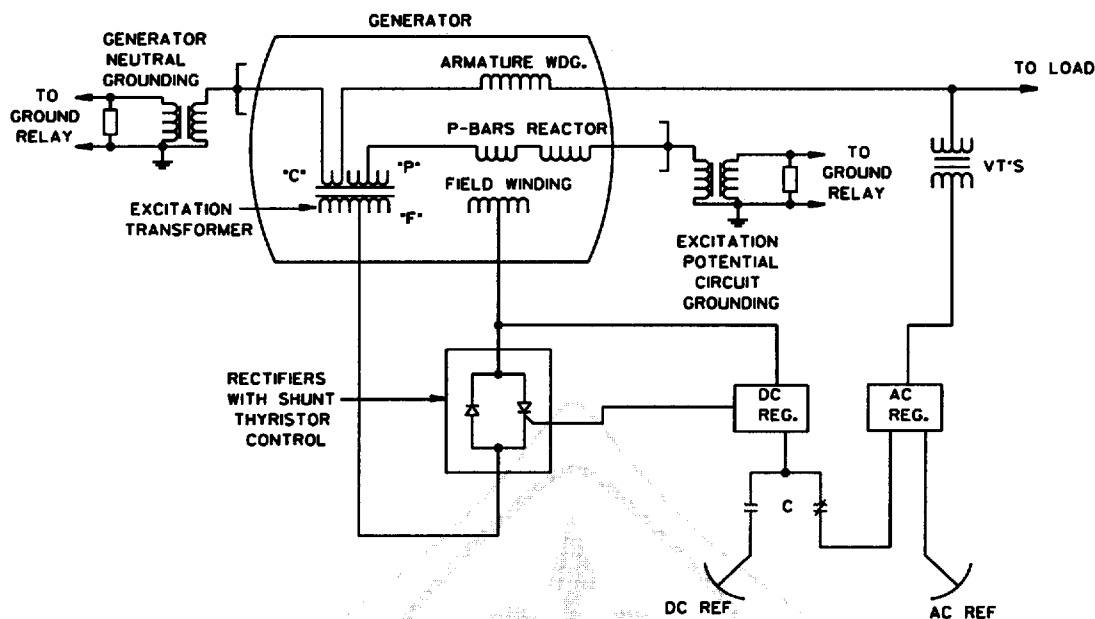 GENERATOR
GENERATOR
NEUTRAL
GROUNDING
ARMATURE WDG.
TO LOAD
TO
GROUND
RELAY
P-BARS REACTOR
"C"
"P"
FIELD WINDING
TO
GROUND
RELAY
VT'S
EXCITATION
TRANSFORMER
"F"
EXCITATION
POTENTIAL
CIRCUIT
GROUNDING
RECTIFIERS
WITH SHUNT
THYRISTOR
CONTROL
DC
REG.
AC
REG.
C
DC REF
AC REF